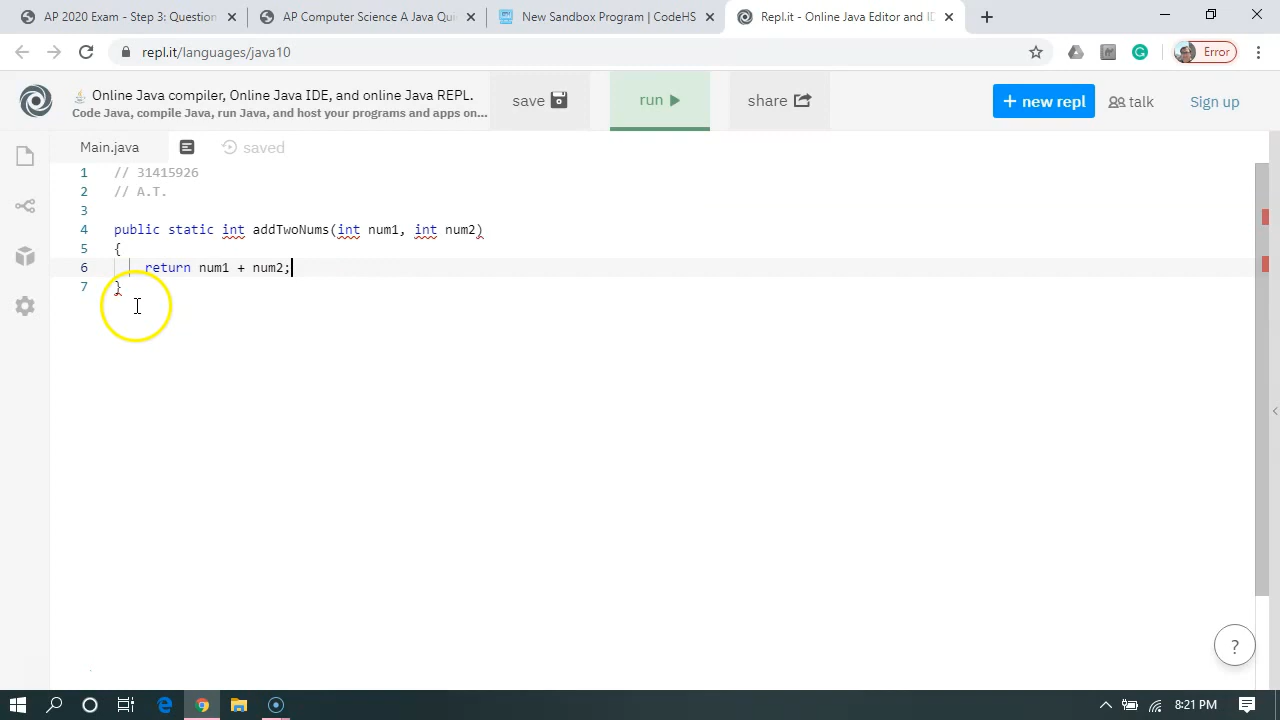 AP 2020 Exam - Step 3: Question
AP Computer Science A Java Qui
New Sandbox Program | CodeHS
Repl.it - Online Java Editor and ID
repl.it/languages/java10
Error
Online Java compiler, Online Java IDE, and online Java REPL.
Code Java, compile Java, run Java, and host your programs and apps on...
save
run
share
+ new repl
talk
Sign up
Main.java
saved
1 // 31415926
2 // A.T.
3
4 public static int addTwoNums(int num1, int num2)
5 {
6 return num1 + num2;
7 }
?
8:21 PM